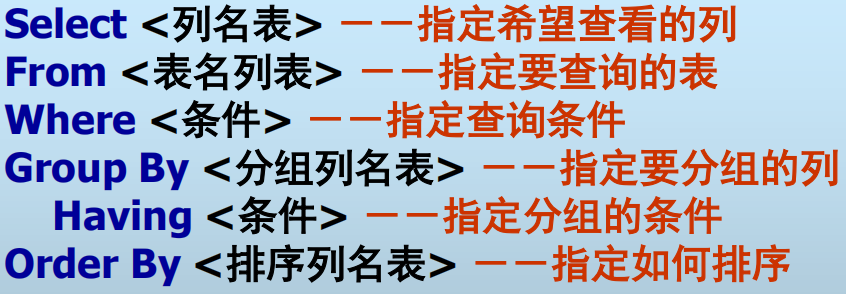 Select <列名表> －－指定希望查看的列
From <表名列表> －－指定要查询的表
Where <条件> －－指定查询条件
Group By <分组列名表> －－指定要分组的列
Having <条件> －－指定分组的条件
Order By <排序列名表> －－指定如何排序